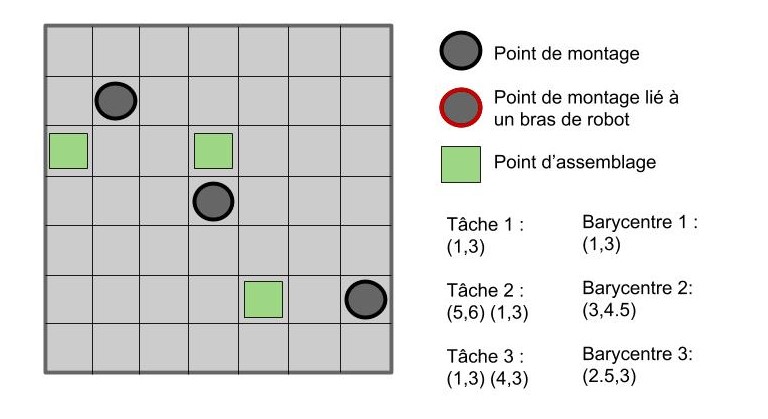 Point de montage
Point de montage lié à
un bras de robot
Point d'assemblage
Tâche 1 :
(1,3)
Barycentre 1 :
(1,3)
Tâche 2 :
(5,6) (1,3)
Barycentre 2:
(3,4.5)
Tâche 3 :
(1,3) (4,3)
Barycentre 3:
(2.5,3)